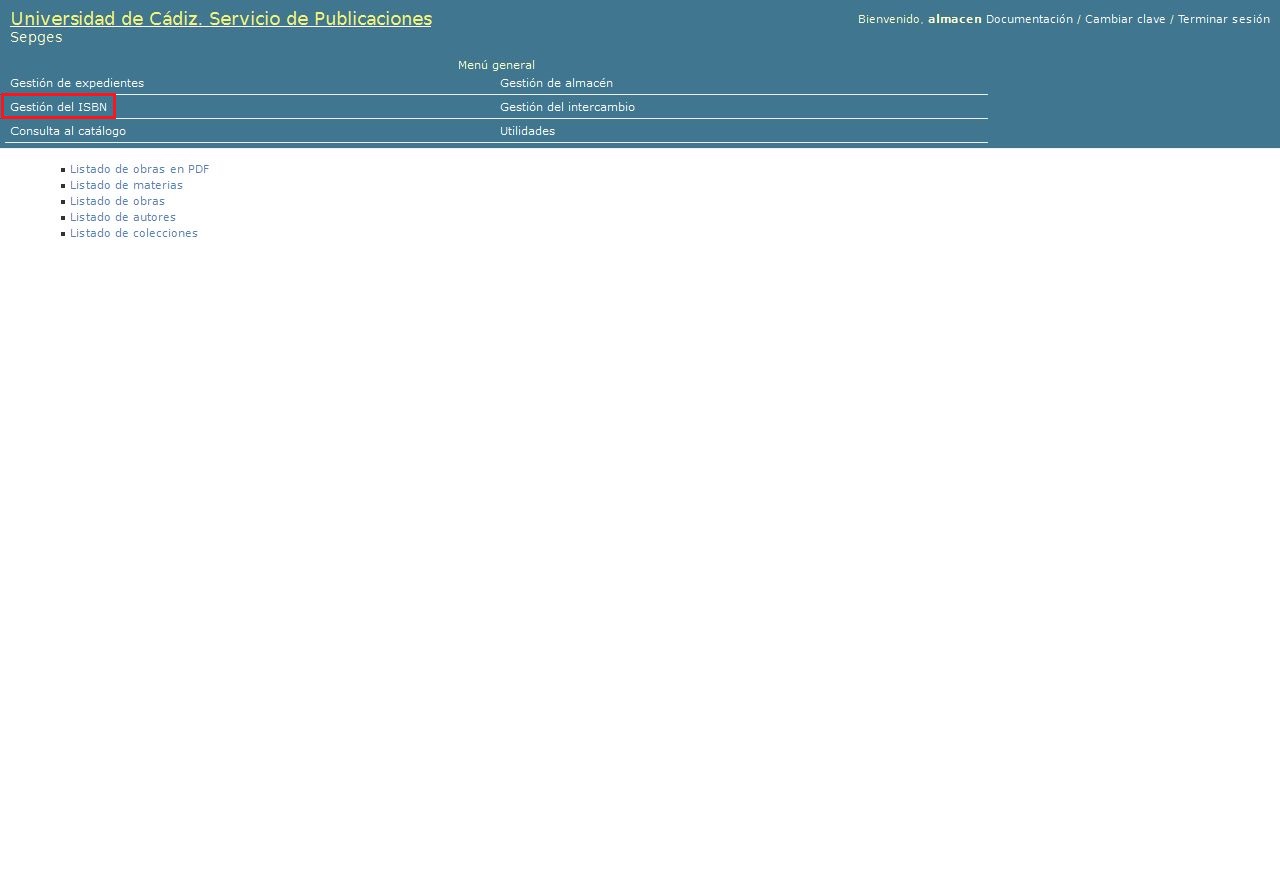 Universidad de Cádiz. Servicio de Publicaciones
Sepges
Bienvenido, almacen Documentación / Cambiar clave / Terminar sesión
Menú general
Gestión de expedientes
Gestión de almacén
Gestión del ISBN
Gestión del intercambio
Consulta al catálogo
Utilidades
Listado de obras en PDF
Listado de materias
Listado de obras
Listado de autores
Listado de colecciones